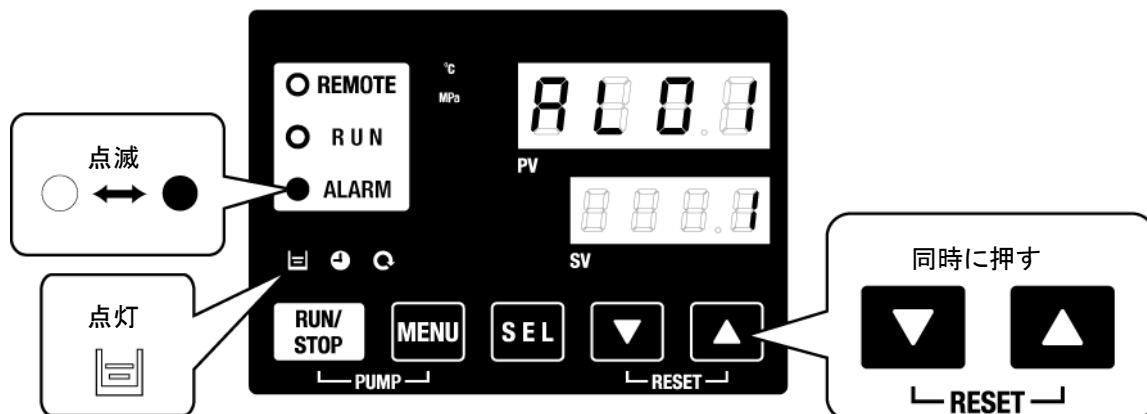 点滅
点灯
REMOTE
RUN
ALARM
°C
MPa
AL01
PV
1
SV
RUN/
STOP
MENU
SEL
PUMP
RESET
同時に押す
RESET